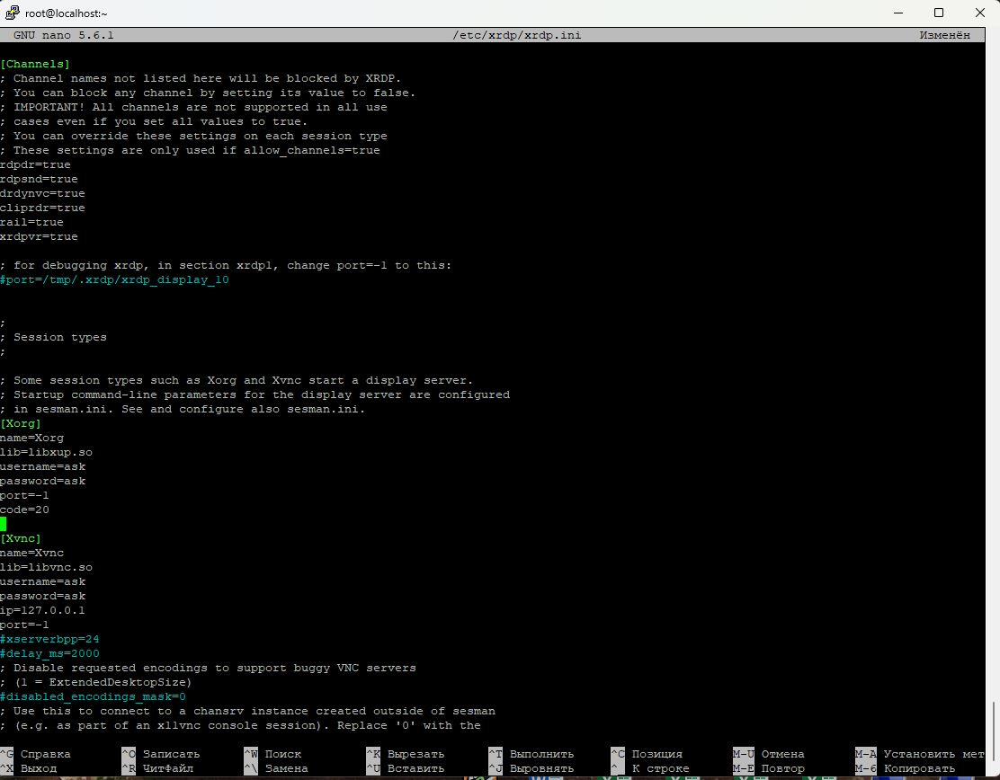 root@localhost:~
GNU nano 5.6.1 /etc/xrdp/xrdp.ini Изменён
[Channels]
; Channel names not listed here will be blocked by XRDP.
; You can block any channel by setting its value to false.
; IMPORTANT! All channels are not supported in all use
; cases even if you set all values to true.
; You can override these settings on each session type
; These settings are only used if allow_channels=true
rdpdr=true
rdpsnd=true
drdynvc=true
cliprdr=true
rail=true
xrdpvr=true
; for debugging xrdp, in section xrdp1, change port=-1 to this:
#port=/tmp/.xrdp/xrdp_display_10
;
; Session types
;
; Some session types such as Xorg and Xvnc start a display server.
; Startup command-line parameters for the display server are configured
; in sesman.ini. See and configure also sesman.ini.
[Xorg]
name=Xorg
lib=libxup.so
username=ask
password=ask
port=-1
code=20
[Xvnc]
name=Xvnc
lib=libvnc.so
username=ask
password=ask
ip=127.0.0.1
port=-1
#xserverbpp=24
#delay_ms=2000
; Disable requested encodings to support buggy VNC servers
; (1 = ExtendedDesktopSize)
#disabled_encodings_mask=0
; Use this to connect to a chansrv instance created outside of sesman
; (e.g. as part of an x11vnc console session). Replace '0' with the
^G Справка ^O Записать ^W Поиск ^K Вырезать ^T Выполнить ^C Позиция M-U Отмена M-A Установить мет
^X Выход ^R ЧитФайл ^\ Замена ^U Вставить ^J Выровнять ^_ К строке M-E Повтор M-6 Копировать